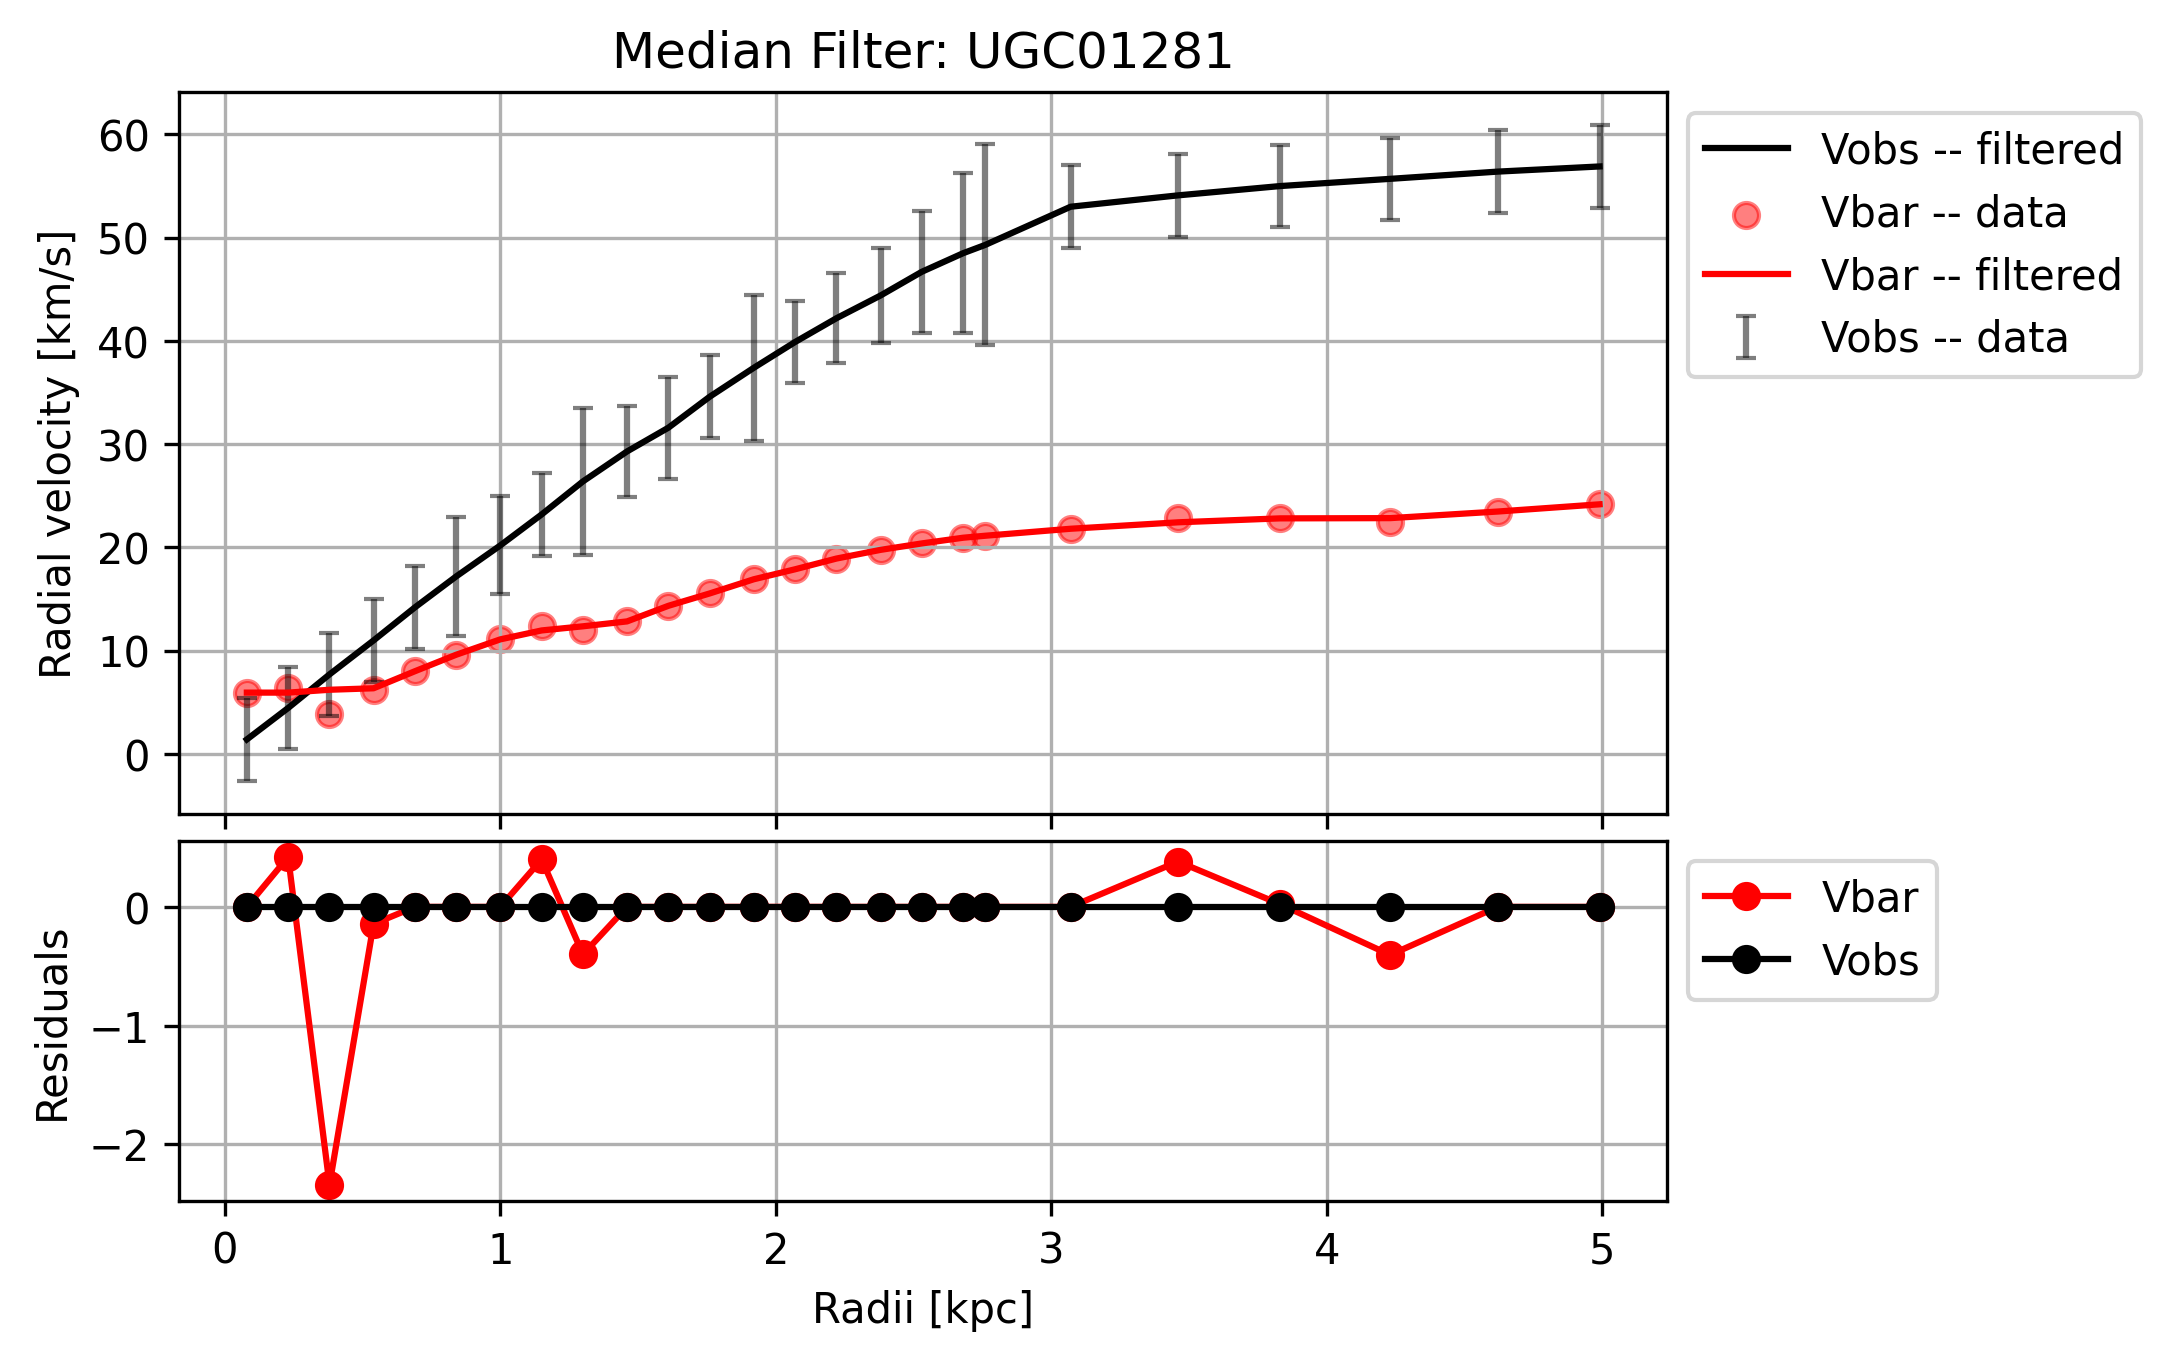 Median Filter: UGC01281
Radial velocity [km/s]
60
50
40
30
20
10
0
Vobs -- filtered
Vbar -- data
Vbar -- filtered
Vobs -- data
Residuals
0
−1
−2
Vbar
Vobs
0 1 2 3 4 5
Radii [kpc]